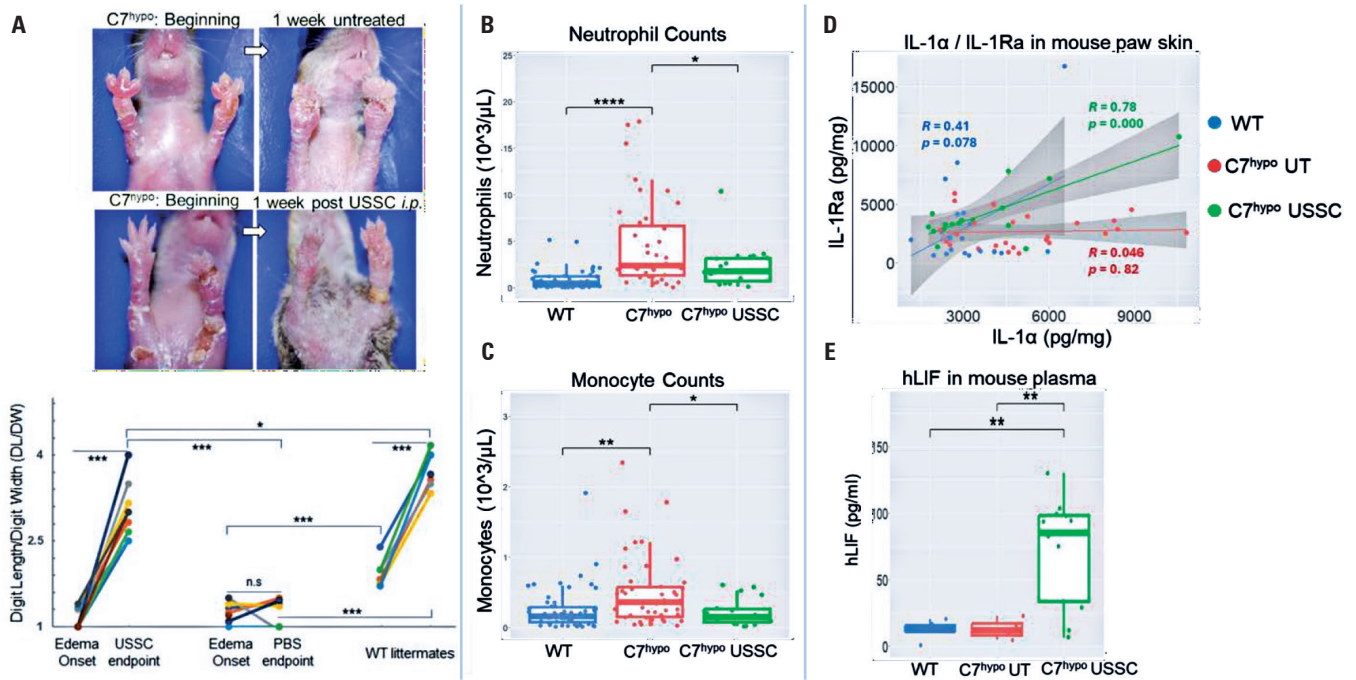 A
C7hypo: Beginning
1 week untreated
C7hypo: Beginning
1 week post USSC i.p.
Digit Length/Digit Width (DL/DW)
4
2.5
1
***
***
*
***
n.s
***
***
Edema
Onset
USSC
endpoint
Edema
Onset
PBS
endpoint
WT littermates
B
Neutrophil Counts
Neutrophils (10^3/µL)
25
20
15
10
5
0
****
*
WT
C7hypo
C7hypo USSC
C
Monocyte Counts
Monocytes (10^3/µL)
3
2
1
0
**
*
WT
C7hypo
C7hypo USSC
D
IL-1α / IL-1Ra in mouse paw skin
IL-1Ra (pg/mg)
15000
10000
5000
0
R = 0.41
p = 0.078
R = 0.78
p = 0.000
R = 0.046
p = 0. 82
3000 6000 9000
IL-1α (pg/mg)
WT
C7hypo UT
C7hypo USSC
E
hLIF in mouse plasma
hLIF (pg/ml)
50
0
**
**
WT
C7hypo UT
C7hypo USSC